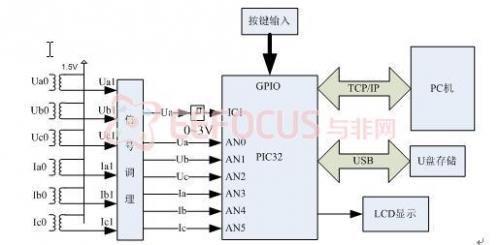 按键输入
1.5V
Ua0
Ua1
Ub0
Ub1
Uc0
Uc1
Ia0
Ia1
Ib0
Ib1
Ic0
Ic1
信号调理
Ua
0~3V
IC1
Ua
AN0
Ub
AN1
Uc
AN2
Ia
AN3
Ib
AN4
Ic
AN5
GPIO
PIC32
TCP/IP
PC机
USB
U盘存储
LCD显示
EEFOCUS与非网